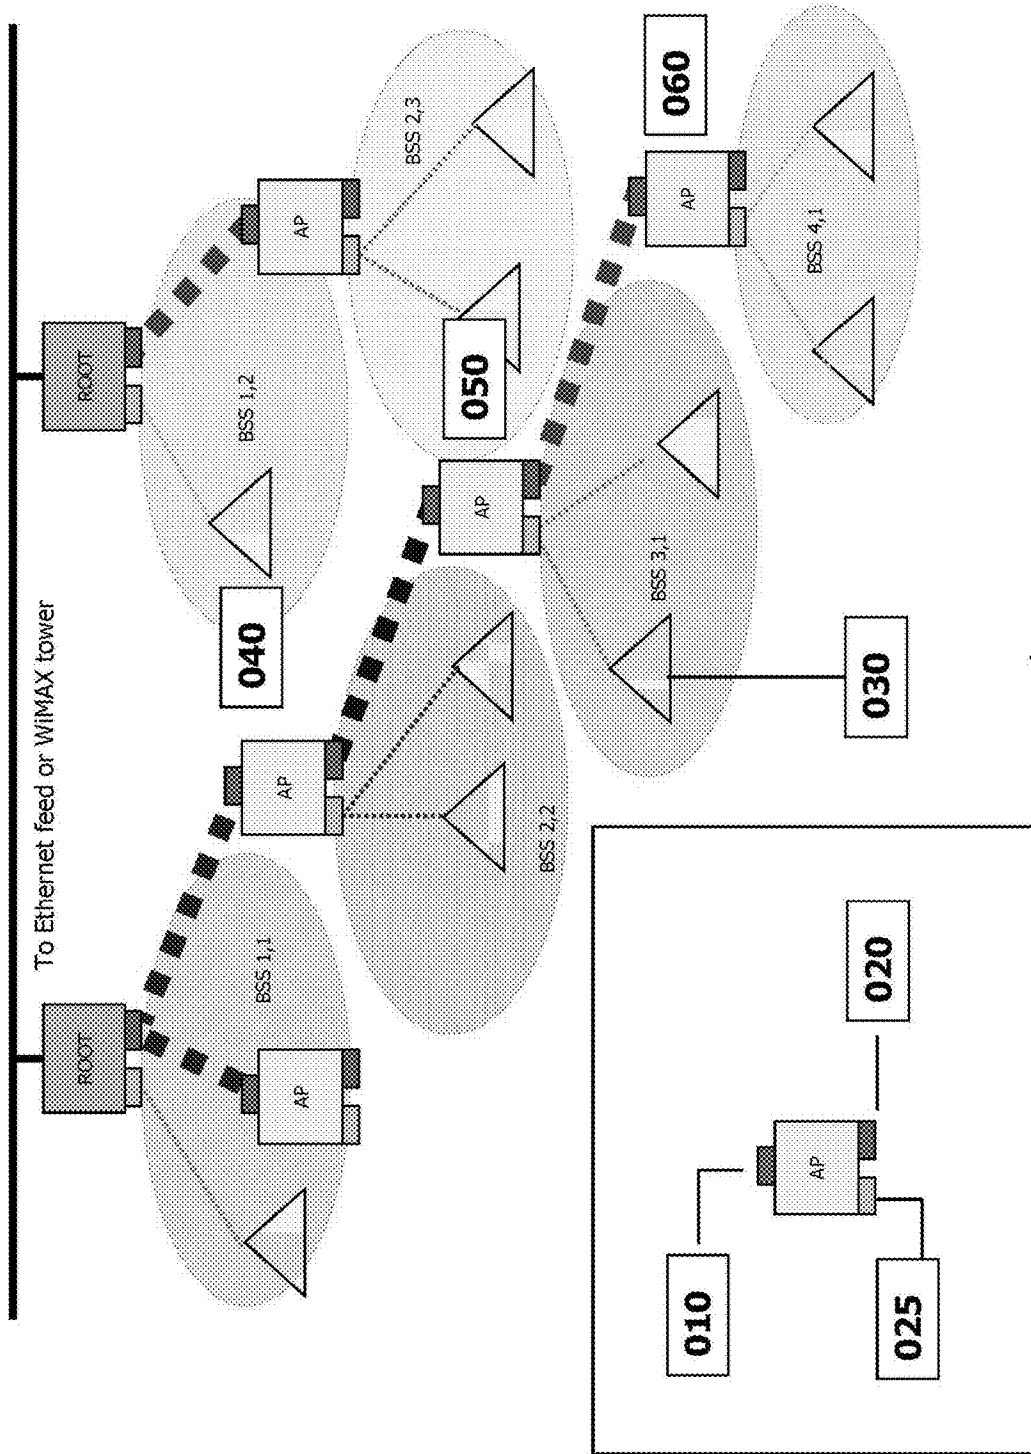 To Ethernet feed or WiMAX tower
ROOT
ROOT
BSS 1,1
AP
AP
040
BSS 1,2
AP
BSS 2,3
BSS 2,2
AP
050
BSS 3,1
030
AP
060
BSS 4,1
010
AP
020
025